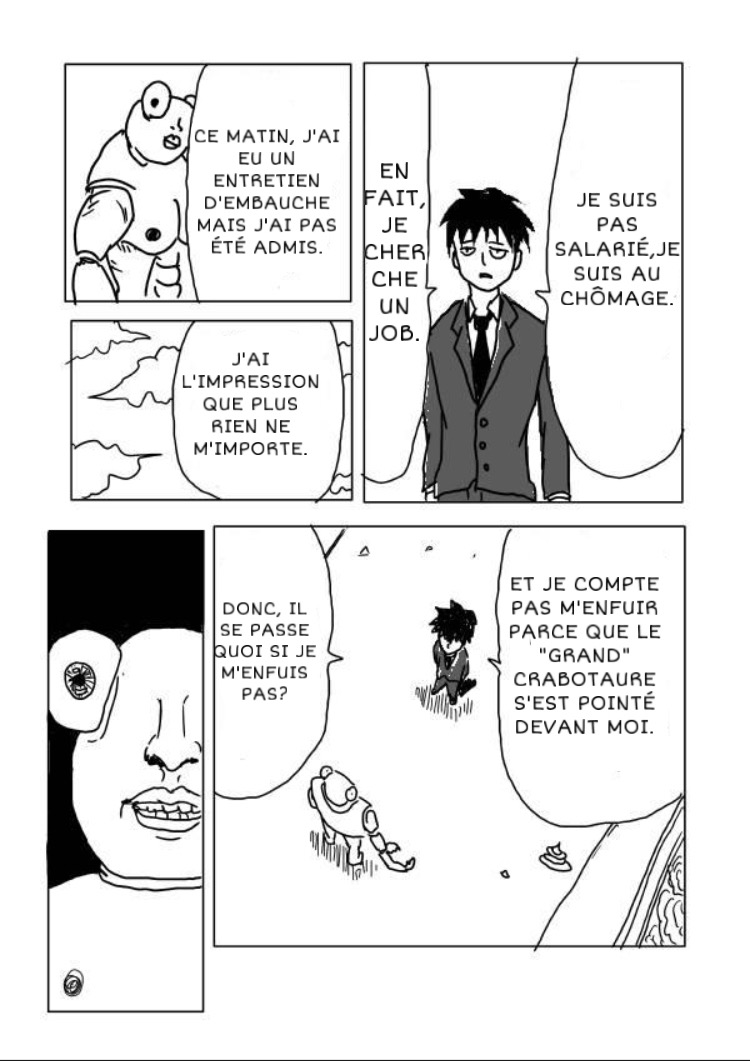 JE SUIS
PAS
SALARIÉ,JE
SUIS AU
CHÔMAGE.
EN
FAIT,
JE
CHER
CHE
UN
JOB.
CE MATIN, J'AI
EU UN
ENTRETIEN
D'EMBAUCHE
MAIS J'AI PAS
ÉTÉ ADMIS.
J'AI
L'IMPRESSION
QUE PLUS
RIEN NE
M'IMPORTE.
ET JE COMPTE
PAS M'ENFUIR
PARCE QUE LE
"GRAND"
CRABOTAURE
S'EST POINTÉ
DEVANT MOI.
DONC, IL
SE PASSE
QUOI SI JE
M'ENFUIS
PAS?